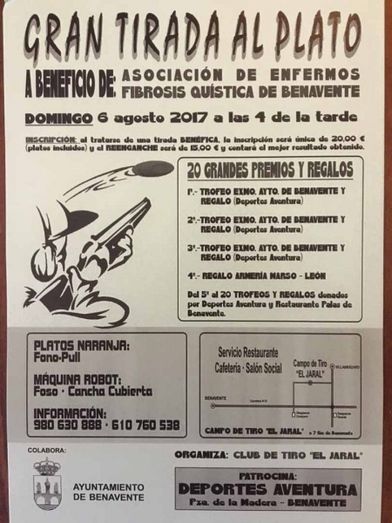 GRAN TIRADA AL PLATO
A BENEFICIO DE: ASOCIACIÓN DE ENFERMOS
FIBROSIS QUÍSTICA DE BENAVENTE
DOMINGO 6 agosto 2017 a las 4 de la tarde
INSCRIPCIÓN: al tratarse de una tirada BENÉFICA, la inscripción será única de 20,00 €
(platos incluidos) y el REENGANCHE será de 15,00 € y contará el mejor resultado obtenido.
20 GRANDES PREMIOS Y REGALOS
1º.- TROFEO EXMO. AYTO. DE BENAVENTE Y
REGALO (Deportes Aventura)
2º.- TROFEO EXMO. AYTO. DE BENAVENTE Y
REGALO (Deportes Aventura)
3º.- TROFEO EXMO. AYTO. DE BENAVENTE Y
REGALO (Deportes Aventura)
4º.- REGALO ARMERÍA MARSO - LEÓN
Del 5º al 20 TROFEOS Y REGALOS donados
por Deportes Aventura y Restaurante Palas de
Benavente.
PLATOS NARANJA:
Fono-Pull
MÁQUINA ROBOT:
Foso - Cancha Cubierta
INFORMACIÓN:
980 630 888 - 610 760 538
Servicio Restaurante
Cafetería - Salón Social
Campo de Tiro
"EL JARAL"
BENAVENTE
CAMPO DE TIRO "EL JARAL" a 7 Km de Benavente
COLABORA:
AYUNTAMIENTO
DE BENAVENTE
ORGANIZA: CLUB DE TIRO "EL JARAL"
PATROCINA:
DEPORTES AVENTURA
Pza. de la Madera - BENAVENTE